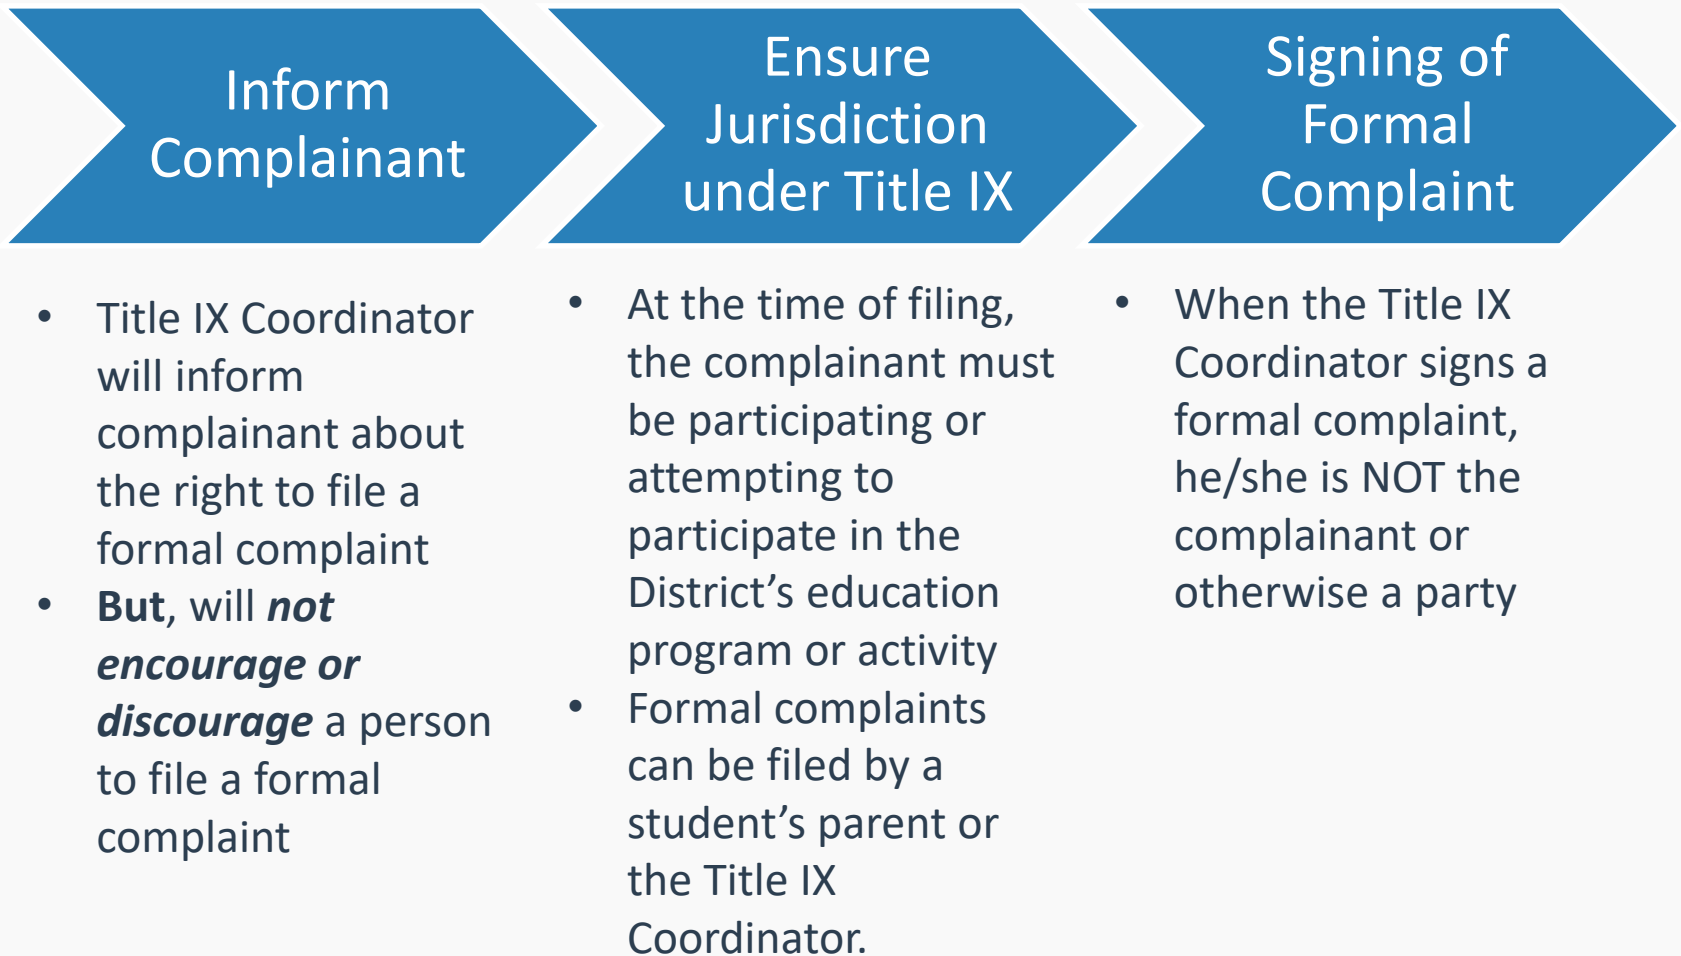 Inform
Complainant
Ensure
Jurisdiction
under Title IX
Signing of
Formal
Complaint
• Title IX Coordinator
will inform
complainant about
the right to file a
formal complaint
• But, will not
encourage or
discourage a person
to file a formal
complaint
• At the time of filing,
the complainant must
be participating or
attempting to
participate in the
District’s education
program or activity
• Formal complaints
can be filed by a
student’s parent or
the Title IX
Coordinator.
• When the Title IX
Coordinator signs a
formal complaint,
he/she is NOT the
complainant or
otherwise a party